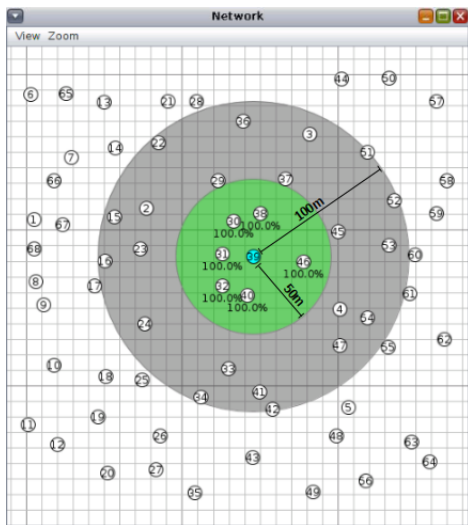 Network
View Zoom
44 50
6 65 13 21 28 57
36
3
22
14 51
7
66 29 37 58
52
2 38 59
1 67 15 30 100.0%
100.0% 45
68 23 31 39 53 60
16 100.0% 46
100.0%
8 17 32 40 61
9 100.0% 100.0%
100m
50m
4 54
24
47 55 62
10 33
18 25
34 41
42 5
11 19
12 26 48 63
43 64
20 27 56
35 49